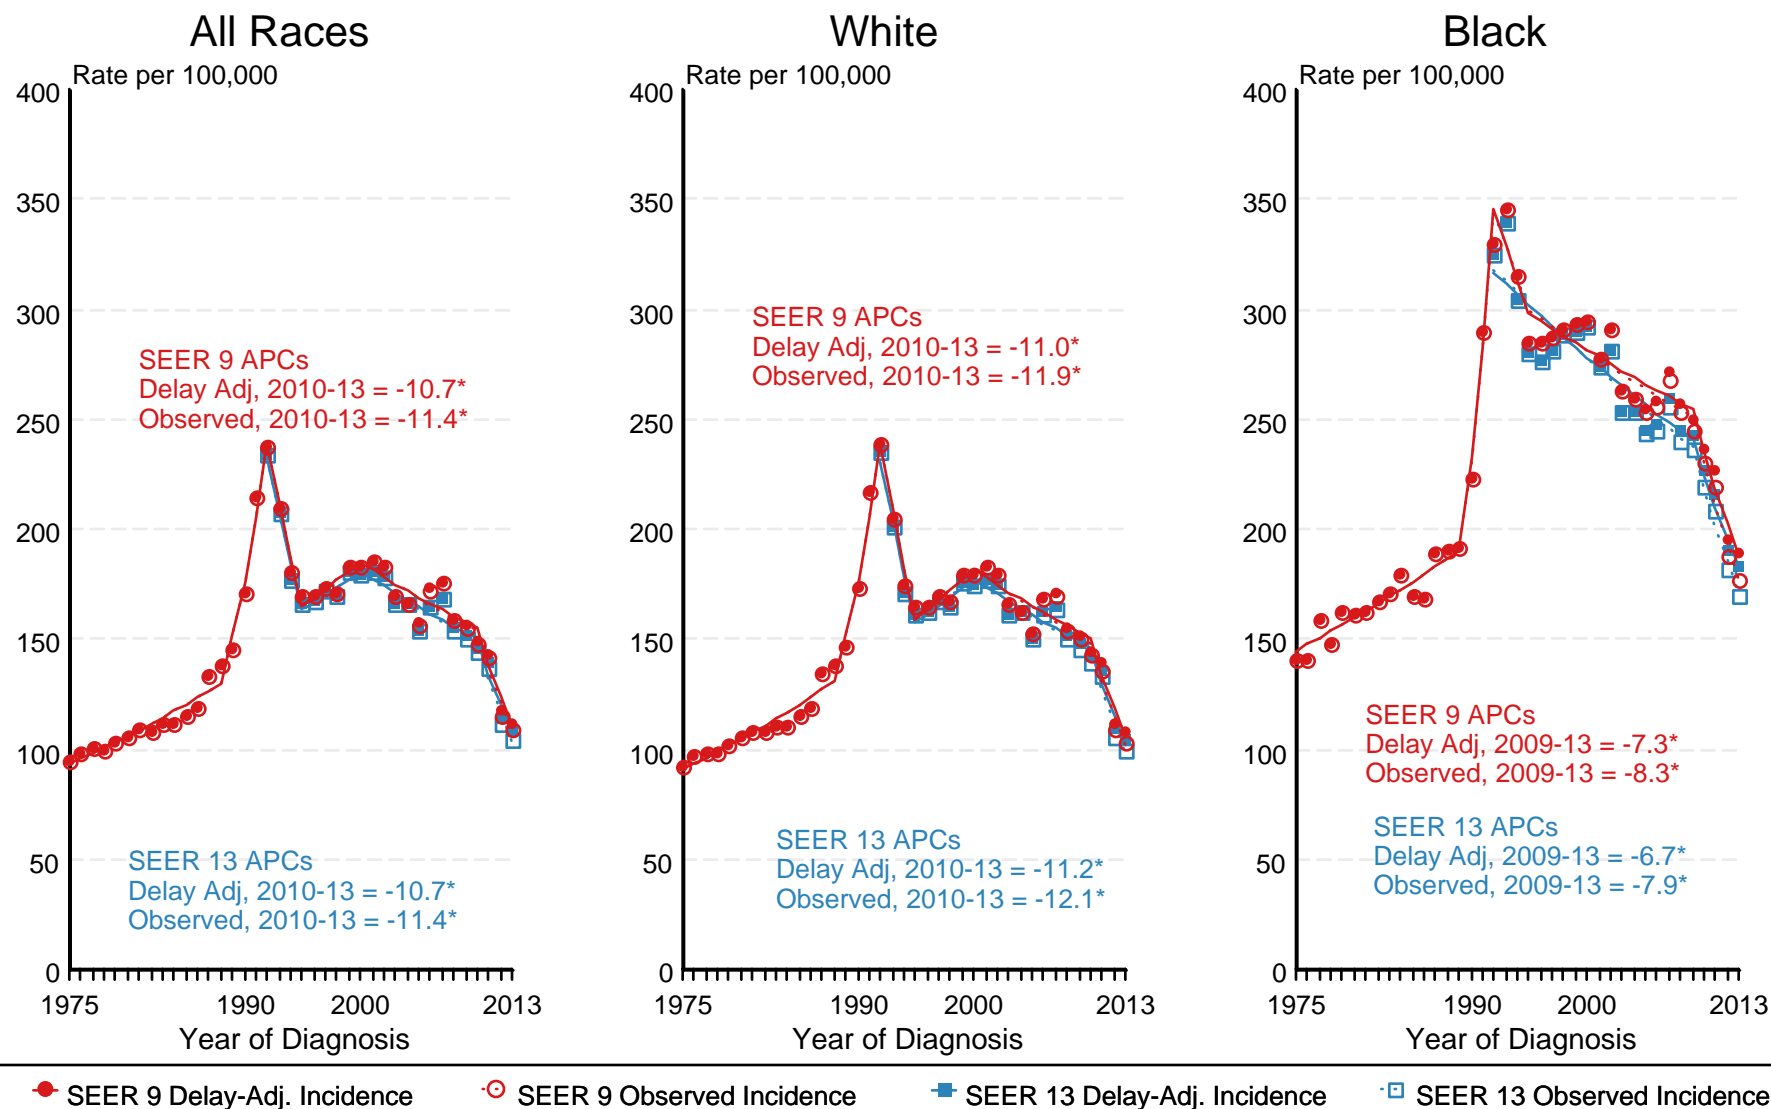 All Races
Rate per 100,000
400
350
300
250
200
150
100
50
0
SEER 9 APCs
Delay Adj, 2010-13 = -10.7*
Observed, 2010-13 = -11.4*
SEER 13 APCs
Delay Adj, 2010-13 = -10.7*
Observed, 2010-13 = -11.4*
1975 1990 2000 2013
Year of Diagnosis
White
Rate per 100,000
400
350
300
250
200
150
100
50
0
SEER 9 APCs
Delay Adj, 2010-13 = -11.0*
Observed, 2010-13 = -11.9*
SEER 13 APCs
Delay Adj, 2010-13 = -11.2*
Observed, 2010-13 = -12.1*
1975 1990 2000 2013
Year of Diagnosis
Black
Rate per 100,000
400
350
300
250
200
150
100
50
0
SEER 9 APCs
Delay Adj, 2009-13 = -7.3*
Observed, 2009-13 = -8.3*
SEER 13 APCs
Delay Adj, 2009-13 = -6.7*
Observed, 2009-13 = -7.9*
1975 1990 2000 2013
Year of Diagnosis
SEER 9 Delay-Adj. Incidence SEER 9 Observed Incidence SEER 13 Delay-Adj. Incidence SEER 13 Observed Incidence